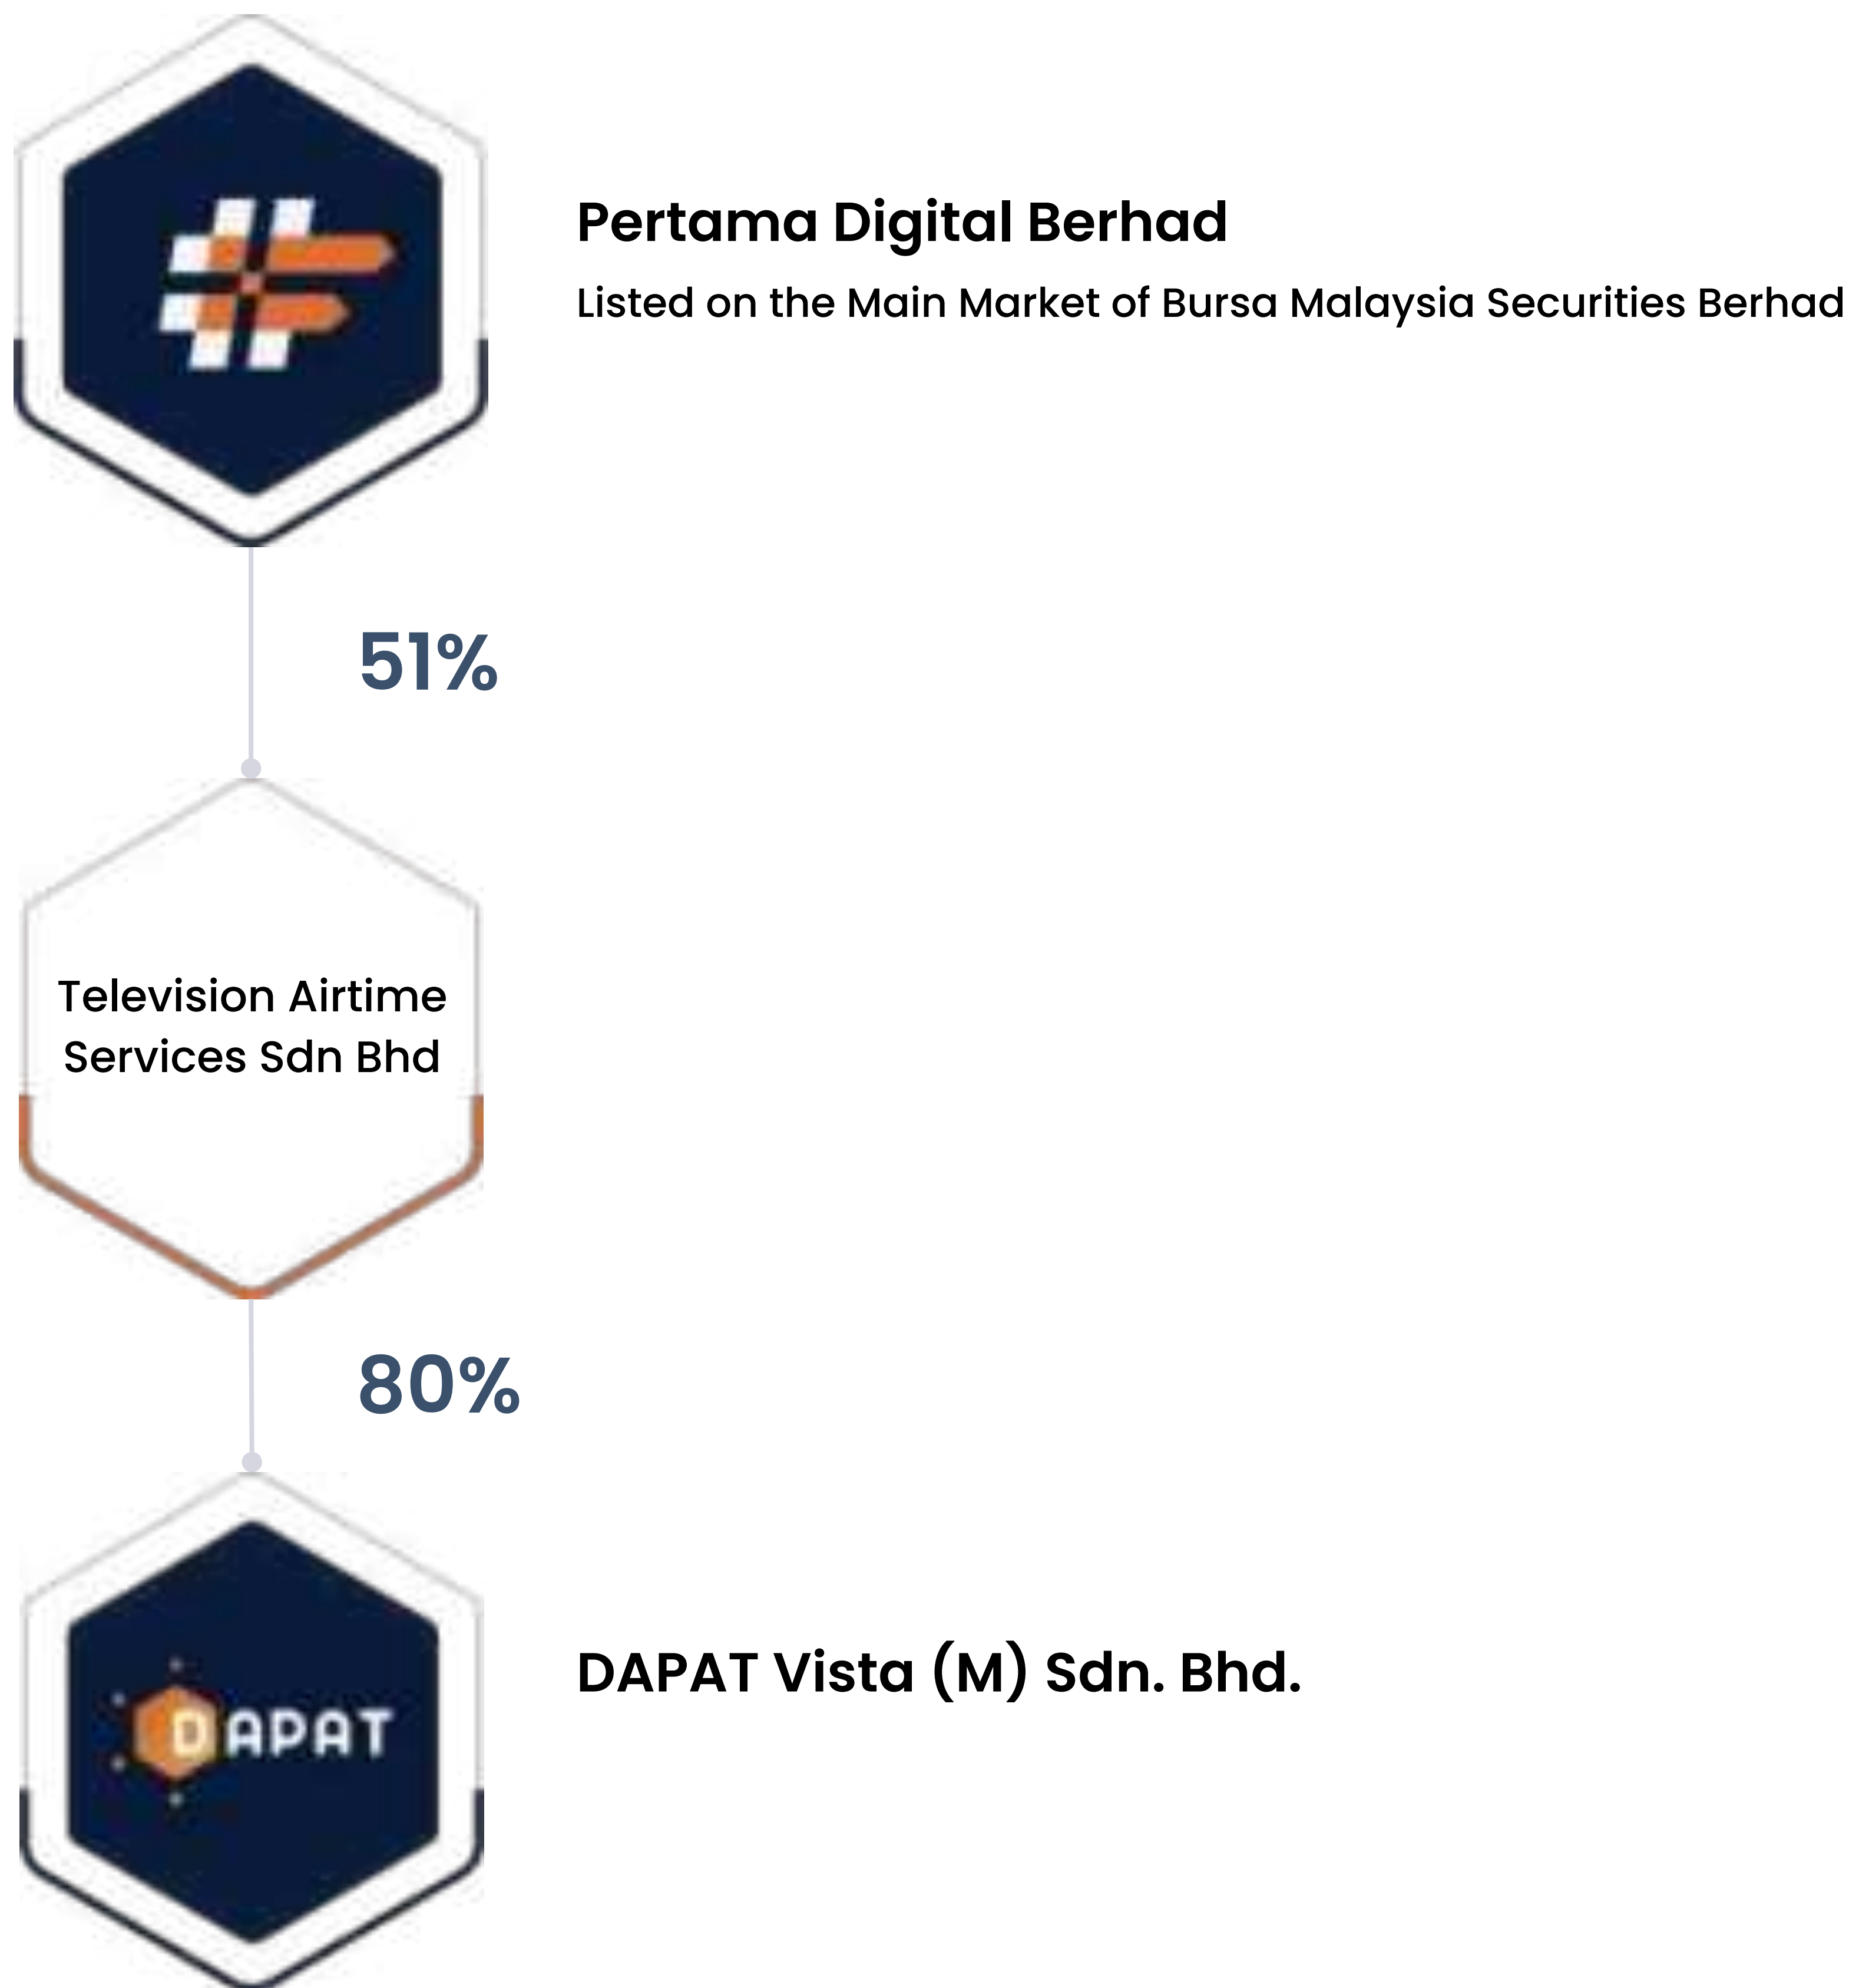 Pertama Digital Berhad
Listed on the Main Market of Bursa Malaysia Securities Berhad
51%
Television Airtime
Services Sdn Bhd
80%
DAPAT
DAPAT Vista (M) Sdn. Bhd.